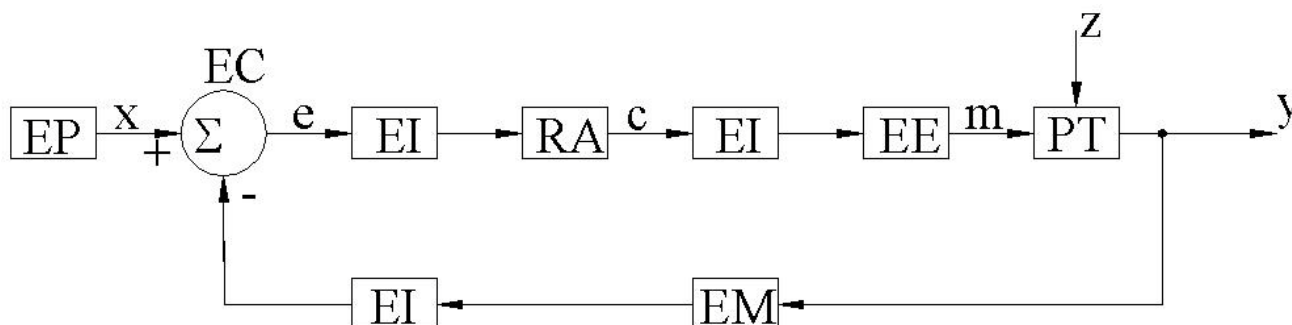 z
EC
EP x + Σ e EI RA c EI EE m PT y
-
EI EM